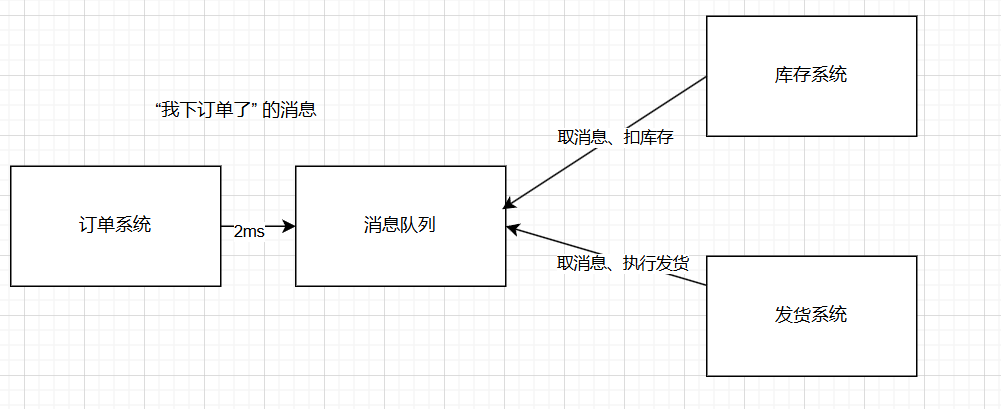 库存系统
“我下订单了” 的消息
取消息、扣库存
订单系统
2ms
消息队列
取消息、执行发货
发货系统